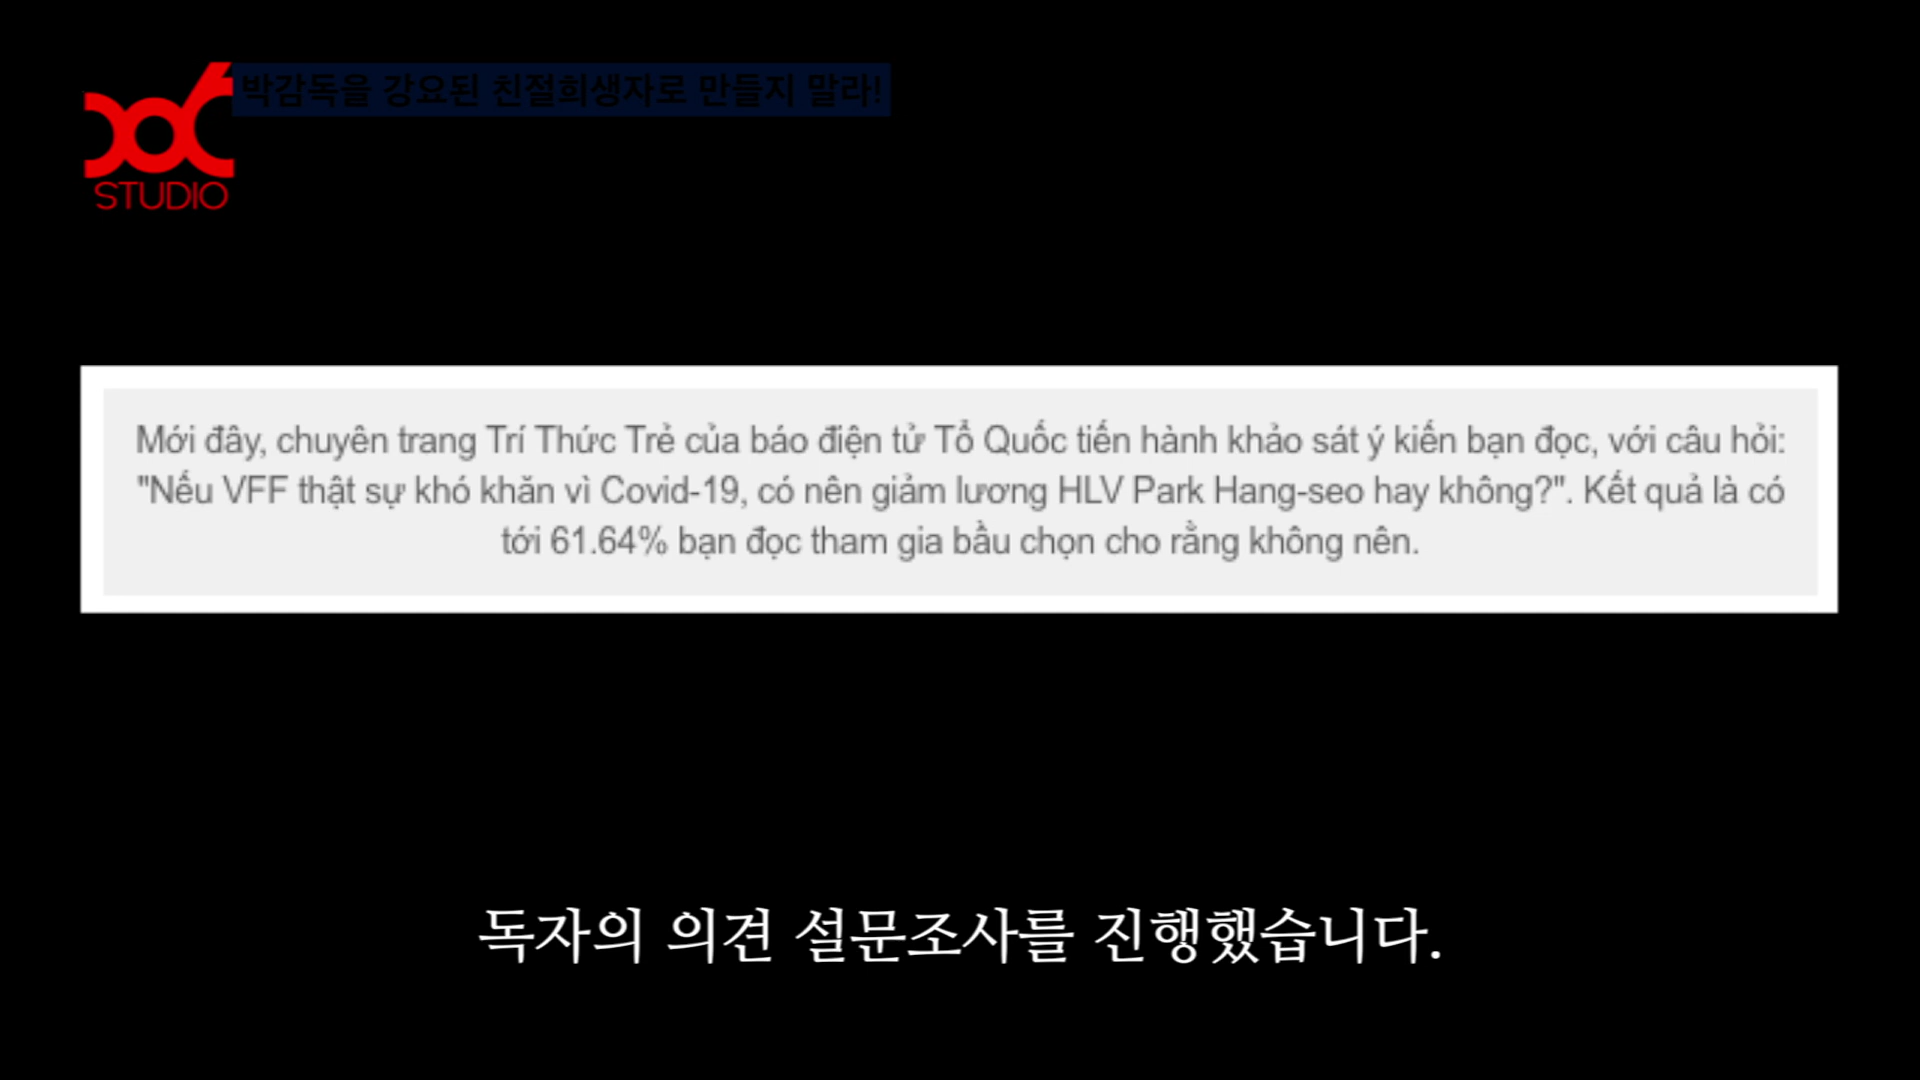 박감독을 강요된 친절희생자로 만들지 말라!
STUDIO
Mới đây, chuyên trang Trí Thức Trẻ của báo điện tử Tổ Quốc tiến hành khảo sát ý kiến bạn đọc, với câu hỏi:
"Nếu VFF thật sự khó khăn vì Covid-19, có nên giảm lương HLV Park Hang-seo hay không?". Kết quả là có
tới 61.64% bạn đọc tham gia bầu chọn cho rằng không nên.
독자의 의견 설문조사를 진행했습니다.